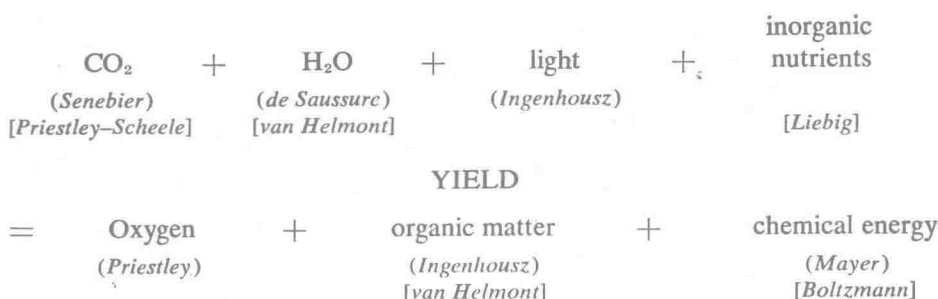 inorganic
CO₂ + H₂O + light + nutrients
(Senebier) (de Saussurc) (Ingenhousz)
[Priestley–Scheele] [van Helmont] [Liebig]
YIELD
= Oxygen + organic matter + chemical energy
(Priestley) (Ingenhousz) (Mayer)
[van Helmont] [Boltzmann]